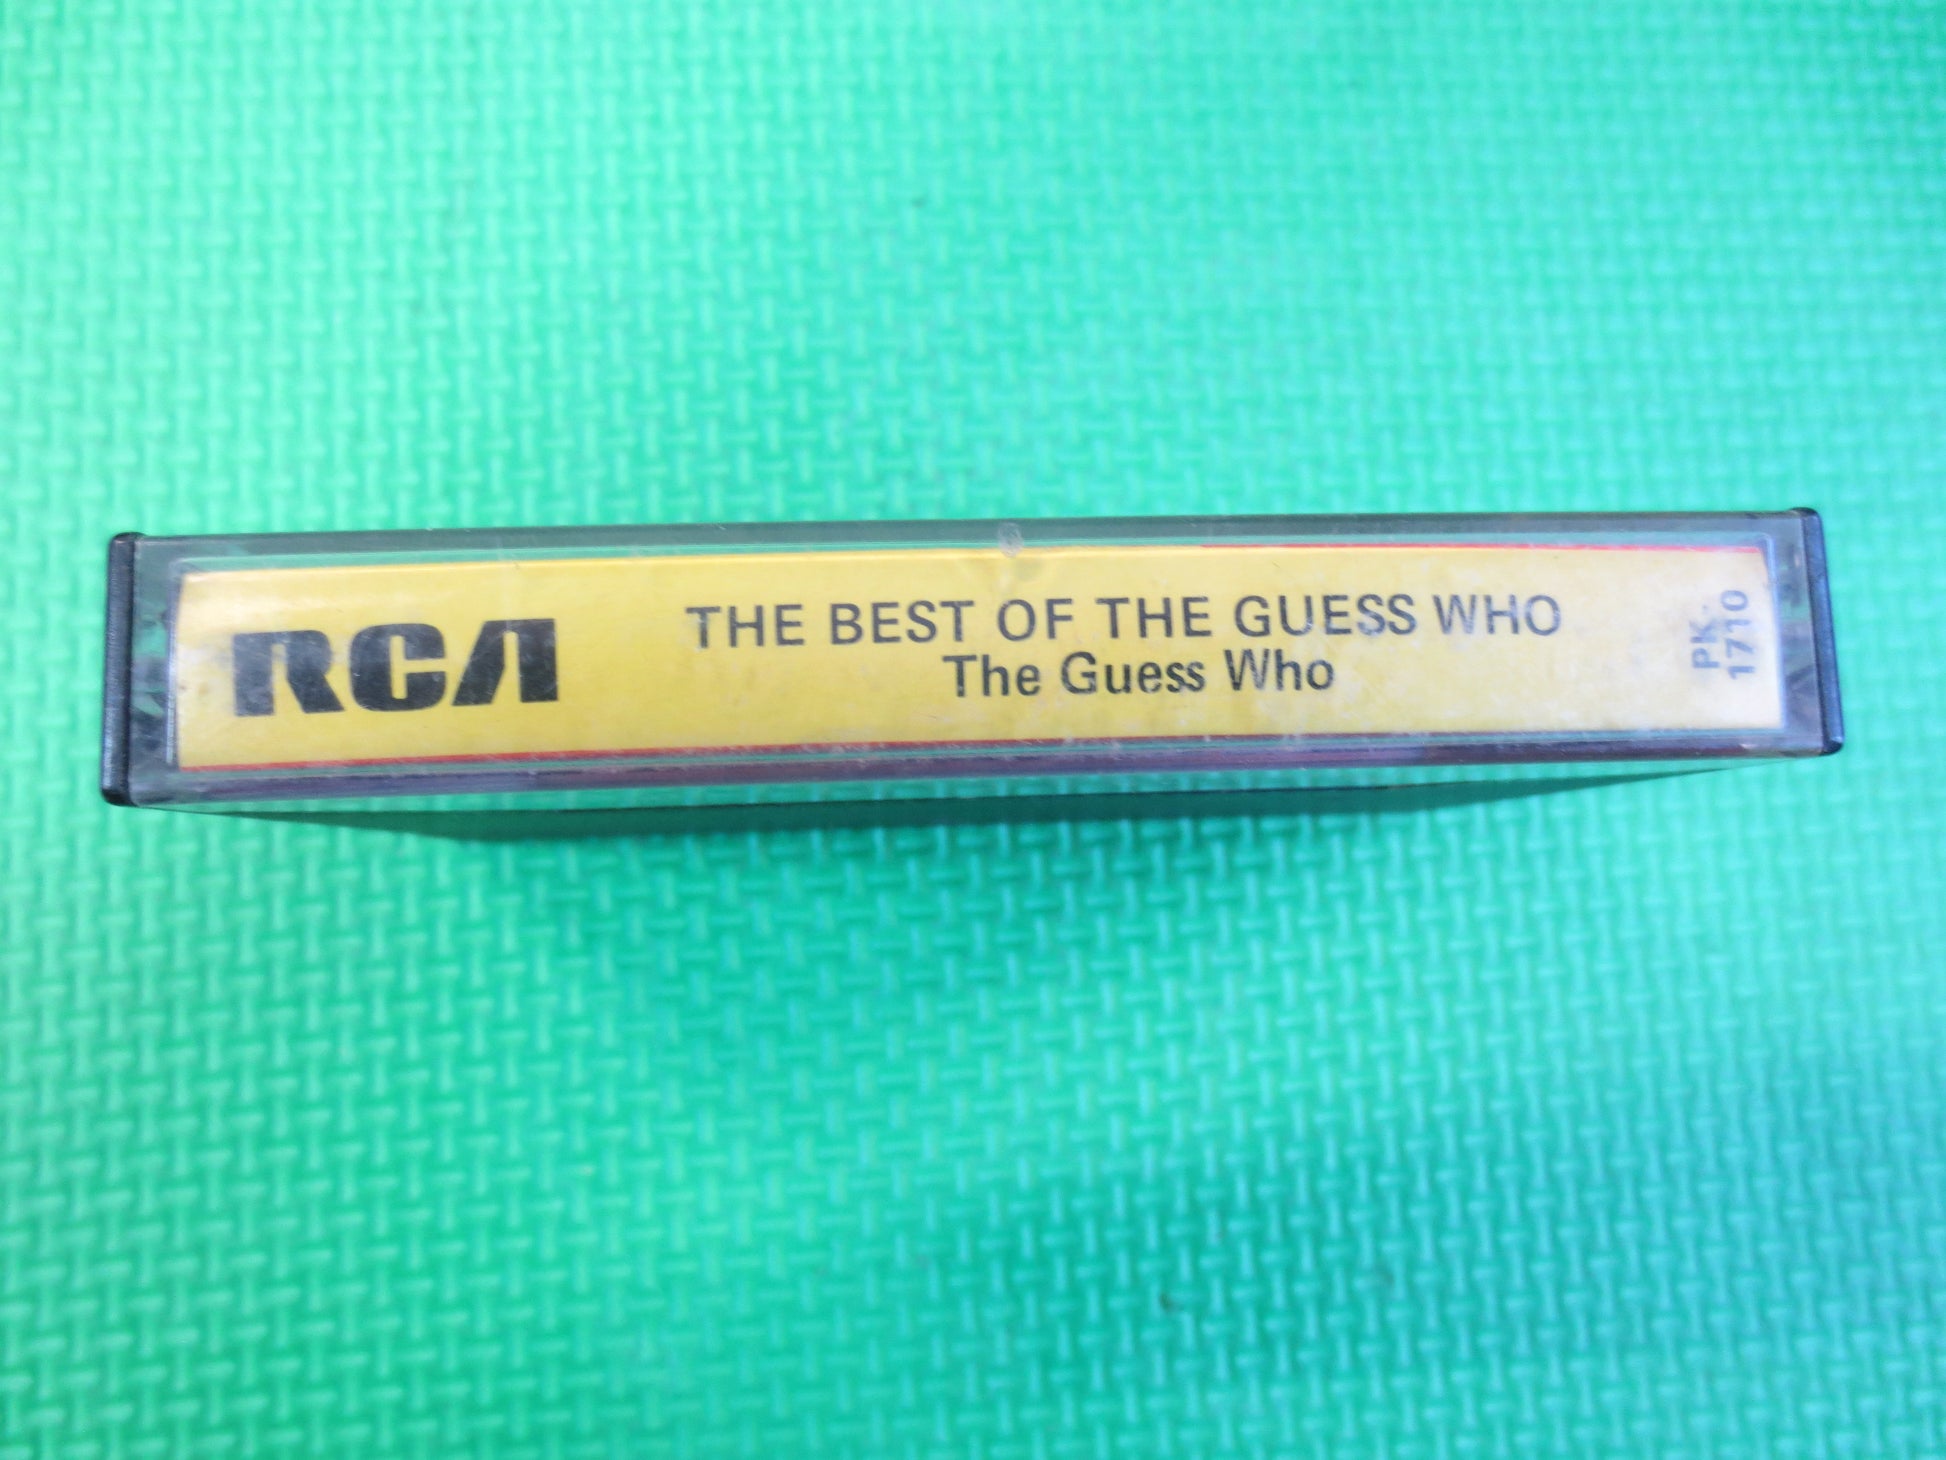 RCA
THE BEST OF THE GUESS WHO
The Guess Who
PK-
1710